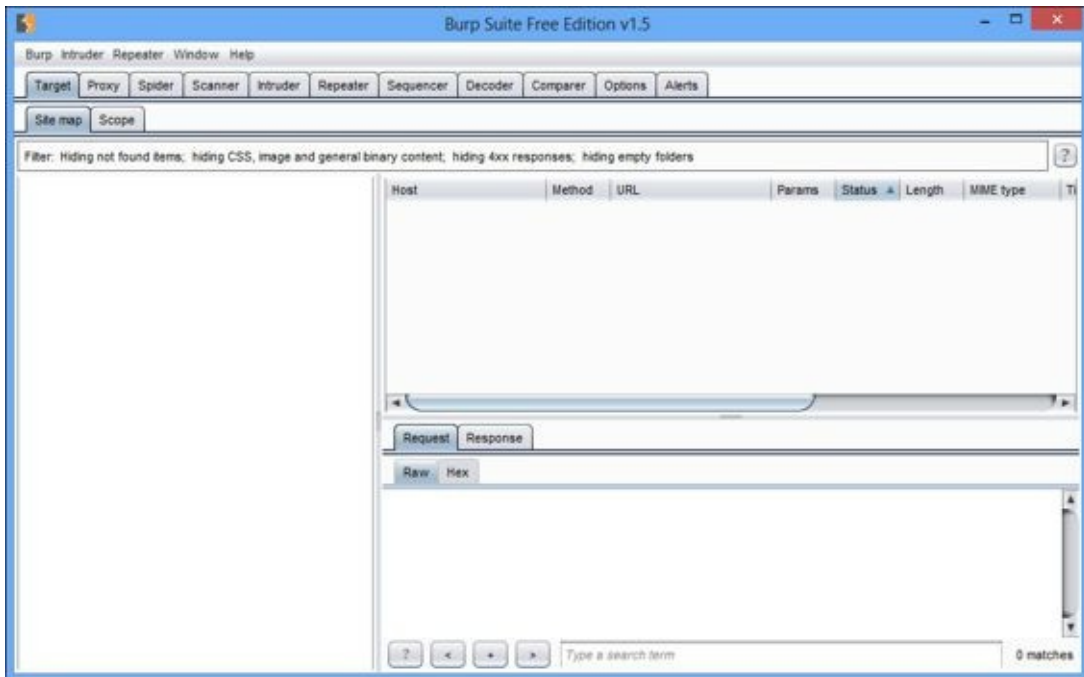 Burp Suite Free Edition v1.5
Burp Intruder Repeater Window Help
Target Proxy Spider Scanner Intruder Repeater Sequencer Decoder Comparer Options Alerts
Site map Scope
Filter: Hiding not found items; hiding CSS, image and general binary content; hiding 4xx responses; hiding empty folders ?
Host Method URL Params Status Length MIME type Ti
Request Response
Raw Hex
? < + > Type a search term 0 matches